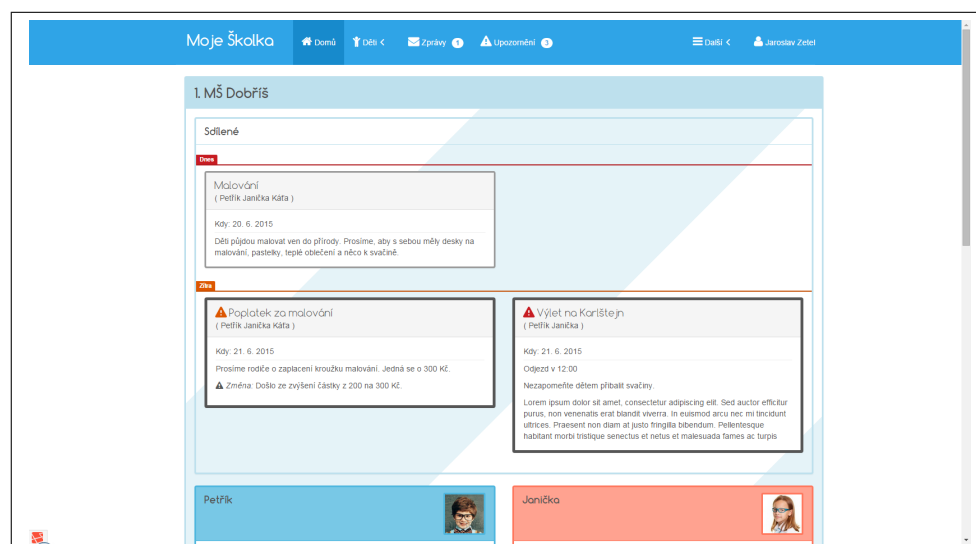 Moje Školka Domů Děti < Zprávy 1 Upozornění 3 Další < Jaroslav Zetel
1. MŠ Dobříš
Sdílené
Dnes
Malování
( Petřík Janička Káťa )
Kdy: 20. 6. 2015
Děti půjdou malovat ven do přírody. Prosíme, aby s sebou měly desky na
malování, pastelky, teplé oblečení a něco k svačině.
Zítra
Poplatek za malování
( Petřík Janička Káťa )
Kdy: 21. 6. 2015
Prosíme rodiče o zaplacení kroužku malování. Jedná se o 300 Kč.
Změna: Došlo ze zvýšení částky z 200 na 300 Kč.
Výlet na Karlštejn
( Petřík Janička )
Kdy: 21. 6. 2015
Odjezd v 12:00
Nezapomeňte dětem přibalit svačiny.
Lorem ipsum dolor sit amet, consectetur adipiscing elit. Sed auctor efficitur
purus, non venenatis erat blandit viverra. In euismod arcu nec mi tincidunt
ultrices. Praesent non diam at justo fringilla bibendum. Pellentesque
habitant morbi tristique senectus et netus et malesuada fames ac turpis
Petřík
Janička